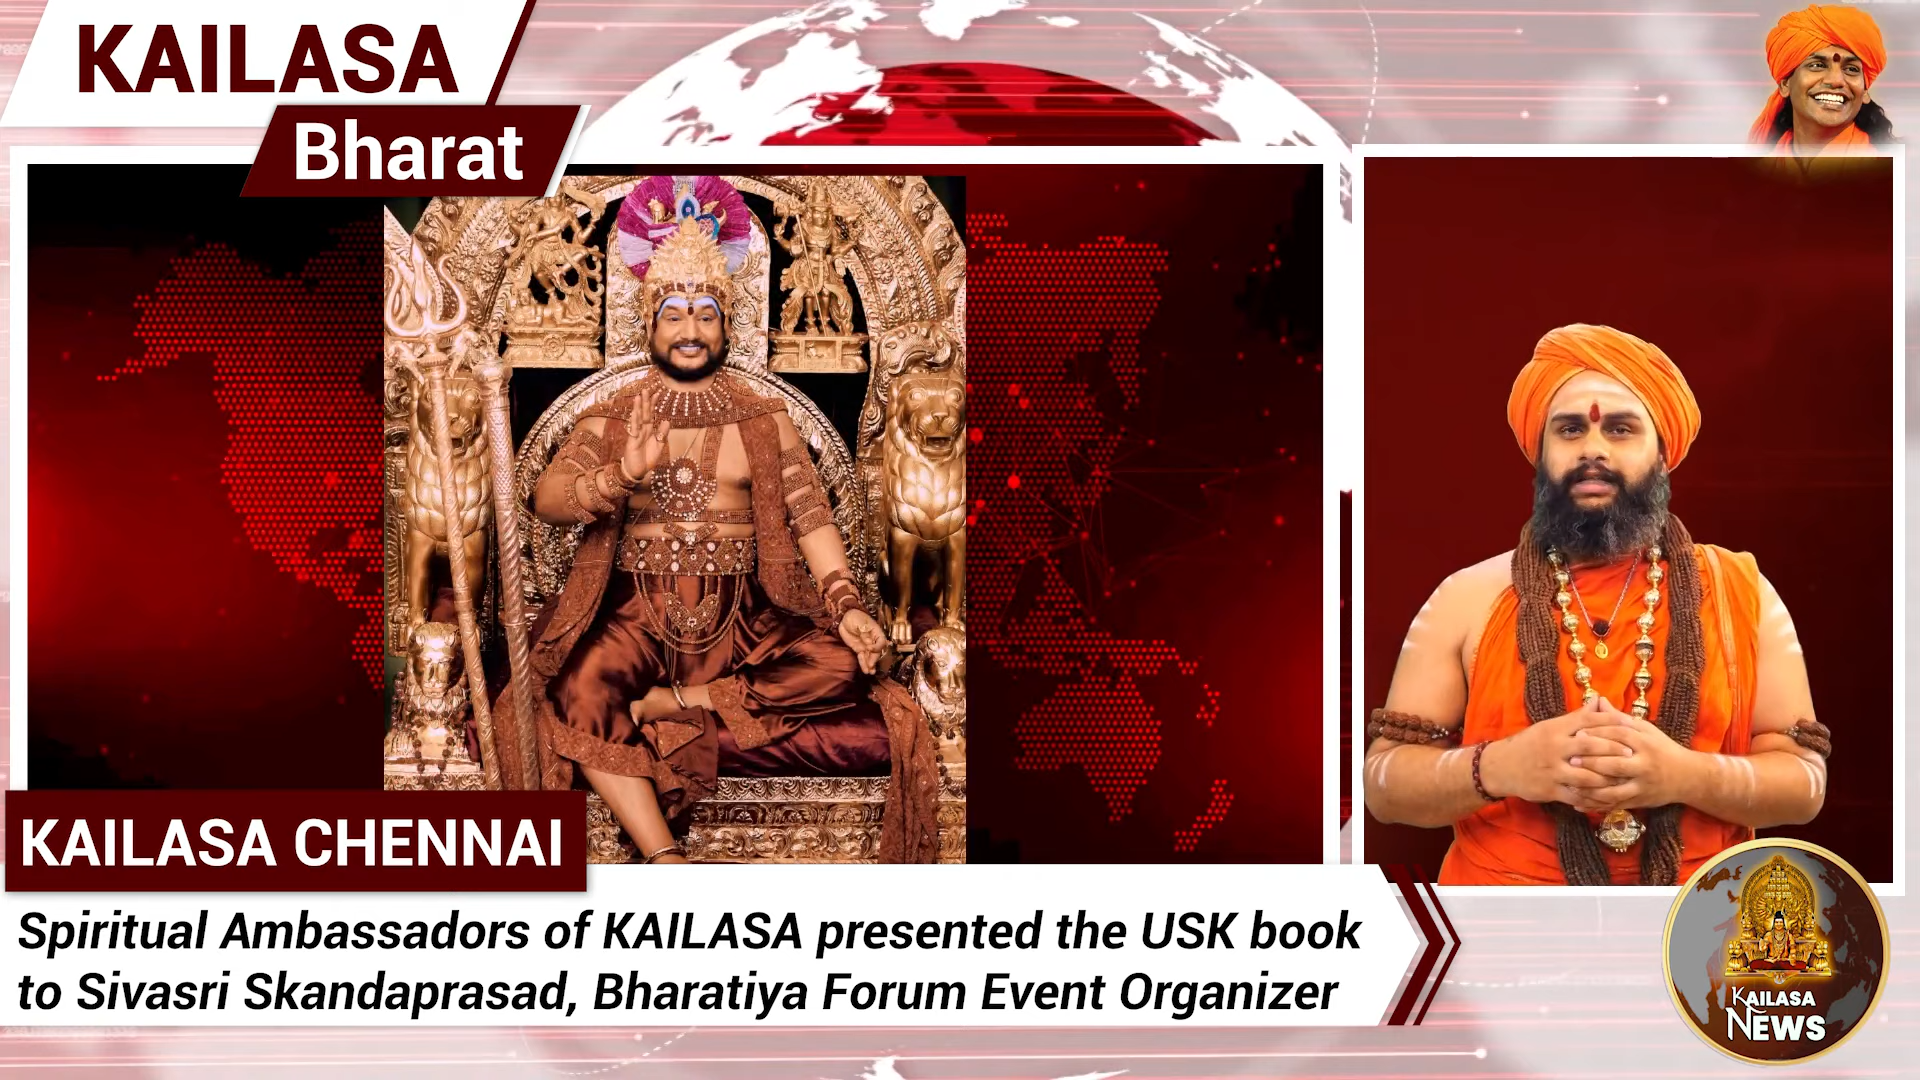 KAILASA
Bharat
KAILASA CHENNAI
Spiritual Ambassadors of KAILASA presented the USK book
to Sivasri Skandaprasad, Bharatiya Forum Event Organizer
KAILASA
NEWS